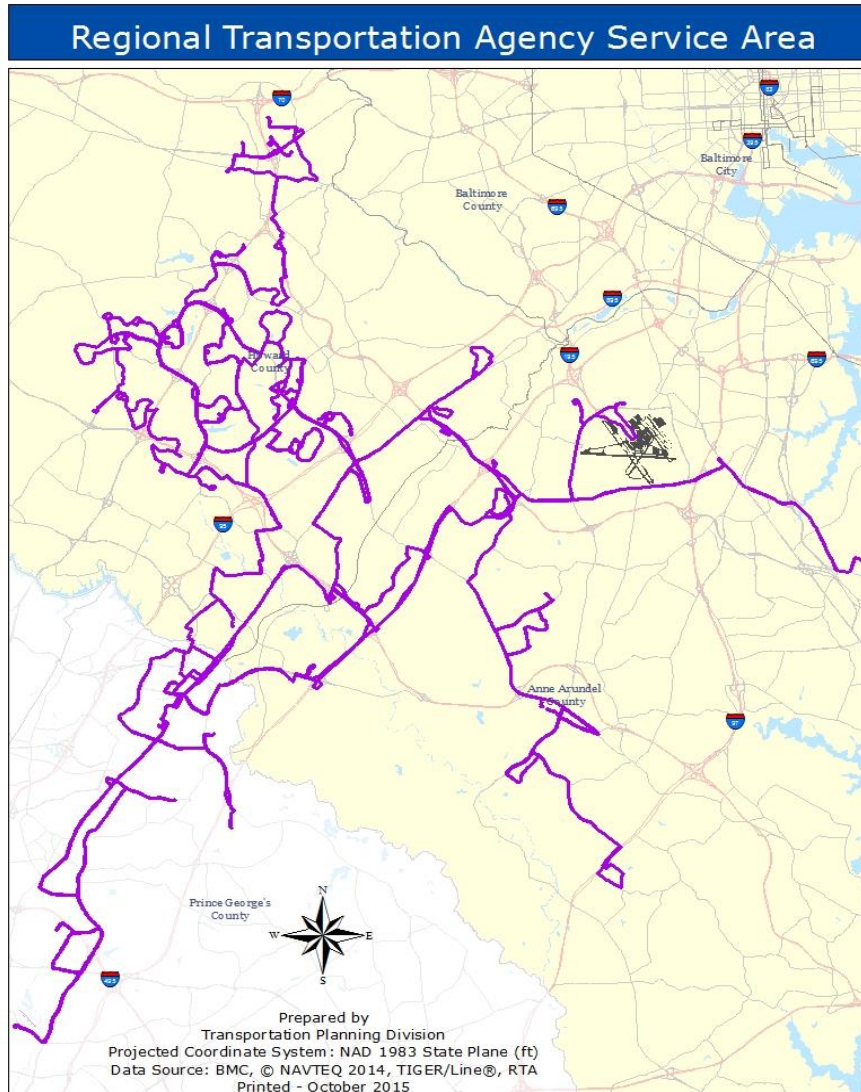 Regional Transportation Agency Service Area
70
83
395
Baltimore
City
Baltimore
County
695
895
195
695
Howard
County
95
Anne Arundel
County
97
Prince George's
County
N
W
E
S
495
Prepared by
Transportation Planning Division
Projected Coordinate System: NAD 1983 State Plane (ft)
Data Source: BMC, © NAVTEQ 2014, TIGER/Line®, RTA
Printed - October 2015